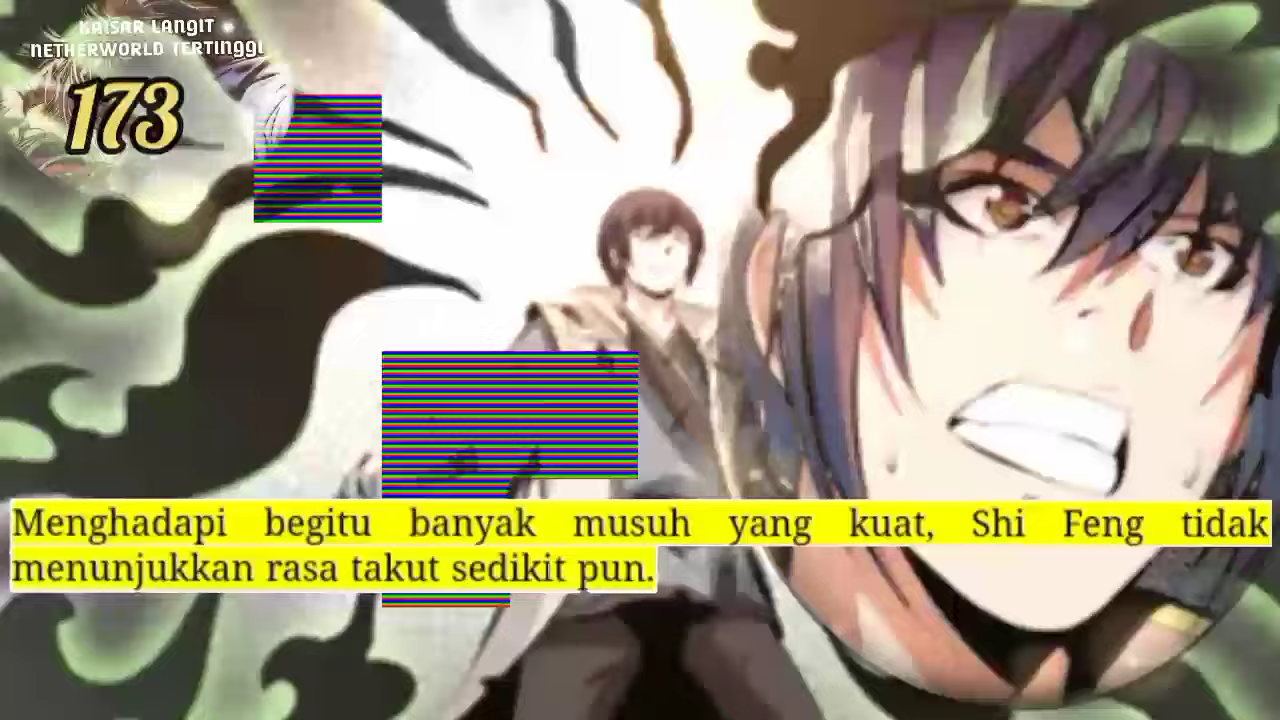 KAISAR LANGIT
NETHERWORLD TERTINGGI
173
Menghadapi begitu banyak musuh yang kuat, Shi Feng tidak
menunjukkan rasa takut sedikit pun.